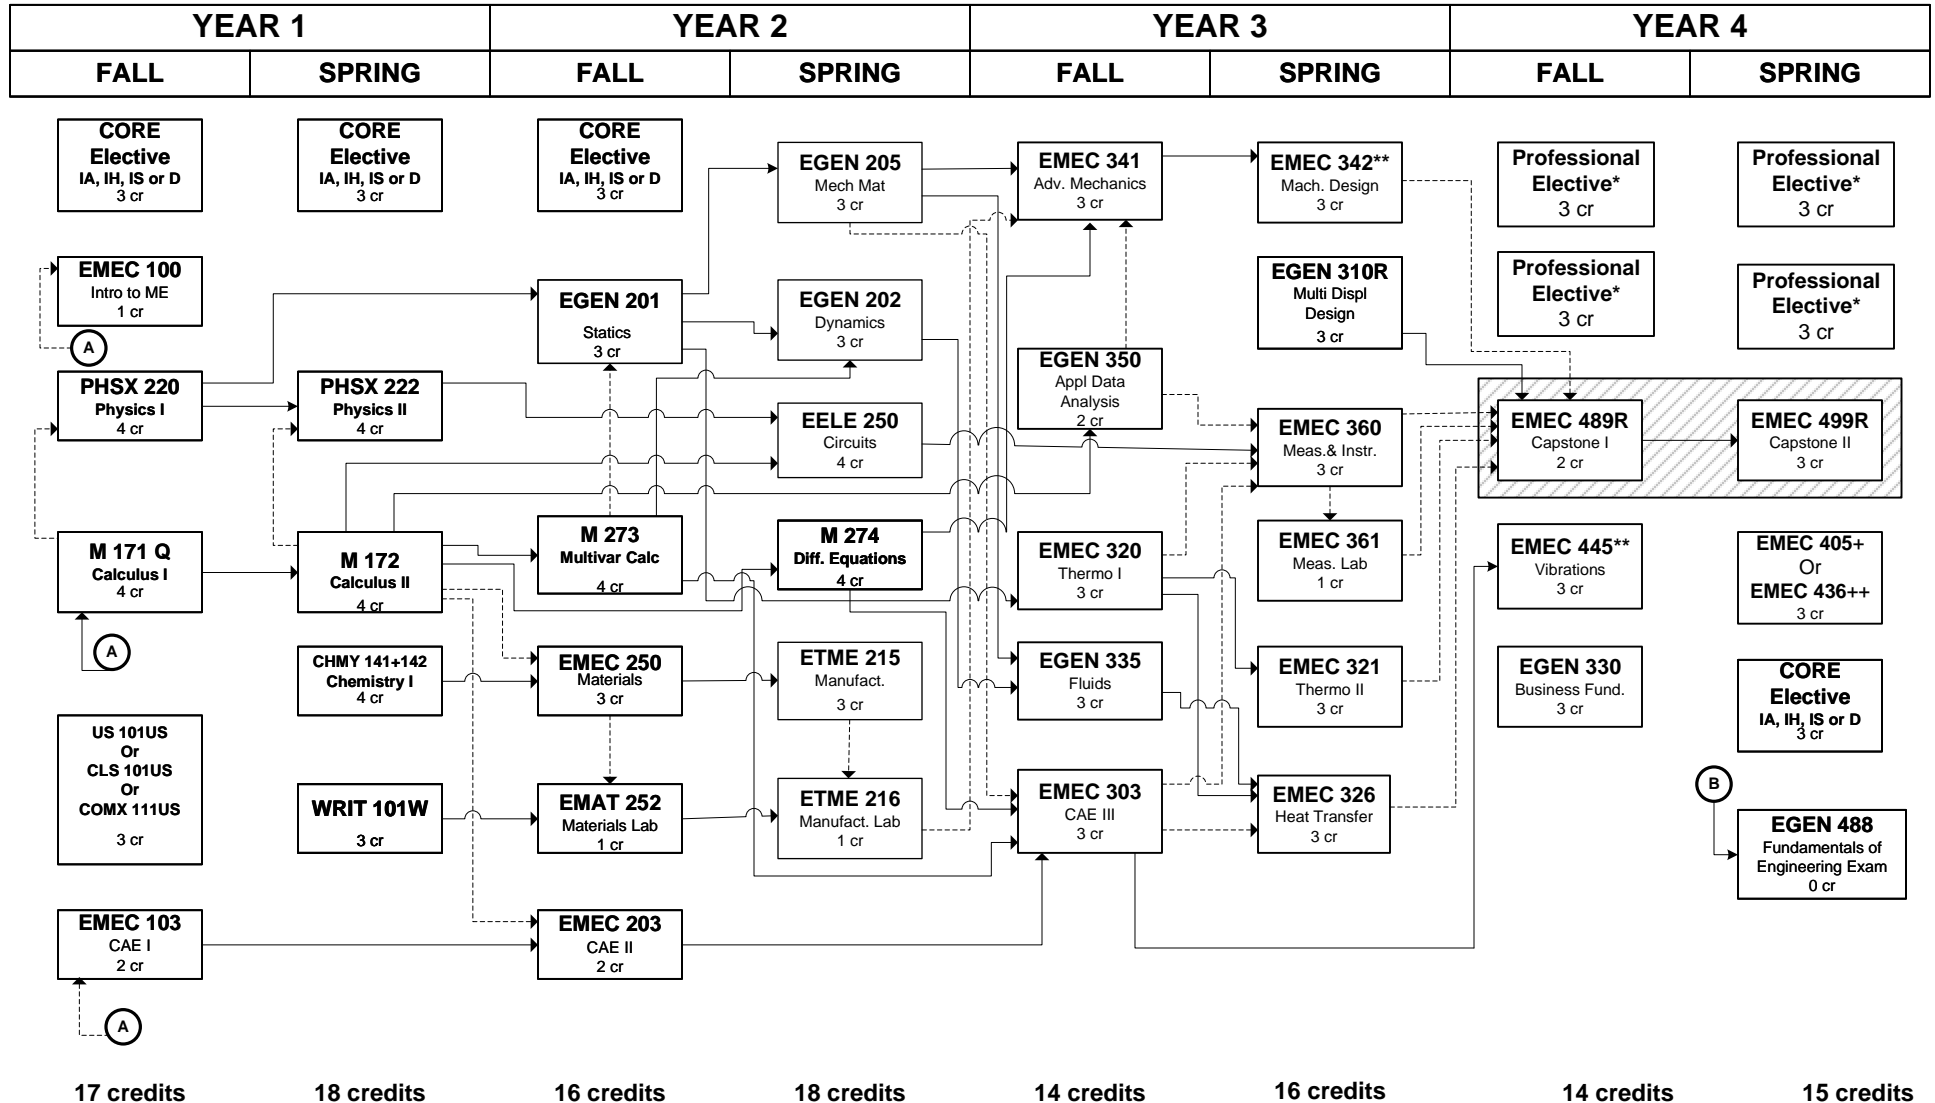 YEAR 1
YEAR 2
YEAR 3
YEAR 4
FALL
SPRING
FALL
SPRING
FALL
SPRING
FALL
SPRING
CORE
Elective
IA, IH, IS or D
3 cr
EMEC 100
Intro to ME
1 cr
A
PHSX 220
Physics I
4 cr
M 171 Q
Calculus I
4 cr
A
US 101US
Or
CLS 101US
Or
COMX 111US
3 cr
EMEC 103
CAE I
2 cr
A
17 credits
CORE
Elective
IA, IH, IS or D
3 cr
PHSX 222
Physics II
4 cr
M 172
Calculus II
4 cr
CHMY 141+142
Chemistry I
4 cr
WRIT 101W
3 cr
18 credits
CORE
Elective
IA, IH, IS or D
3 cr
EGEN 201
Statics
3 cr
M 273
Multivar Calc
4 cr
EMEC 250
Materials
3 cr
EMAT 252
Materials Lab
1 cr
EMEC 203
CAE II
2 cr
16 credits
EGEN 205
Mech Mat
3 cr
EGEN 202
Dynamics
3 cr
EELE 250
Circuits
4 cr
M 274
Diff. Equations
4 cr
ETME 215
Manufact.
3 cr
ETME 216
Manufact. Lab
1 cr
18 credits
EMEC 341
Adv. Mechanics
3 cr
EGEN 350
Appl Data
Analysis
2 cr
EMEC 320
Thermo I
3 cr
EGEN 335
Fluids
3 cr
EMEC 303
CAE III
3 cr
14 credits
EMEC 342**
Mach. Design
3 cr
EGEN 310R
Multi Displ
Design
3 cr
EMEC 360
Meas.& Instr.
3 cr
EMEC 361
Meas. Lab
1 cr
EMEC 321
Thermo II
3 cr
EMEC 326
Heat Transfer
3 cr
16 credits
Professional
Elective*
3 cr
Professional
Elective*
3 cr
EMEC 489R
Capstone I
2 cr
EMEC 445**
Vibrations
3 cr
EGEN 330
Business Fund.
3 cr
14 credits
Professional
Elective*
3 cr
Professional
Elective*
3 cr
EMEC 499R
Capstone II
3 cr
EMEC 405+
Or
EMEC 436++
3 cr
CORE
Elective
IA, IH, IS or D
3 cr
B
EGEN 488
Fundamentals of
Engineering Exam
0 cr
15 credits